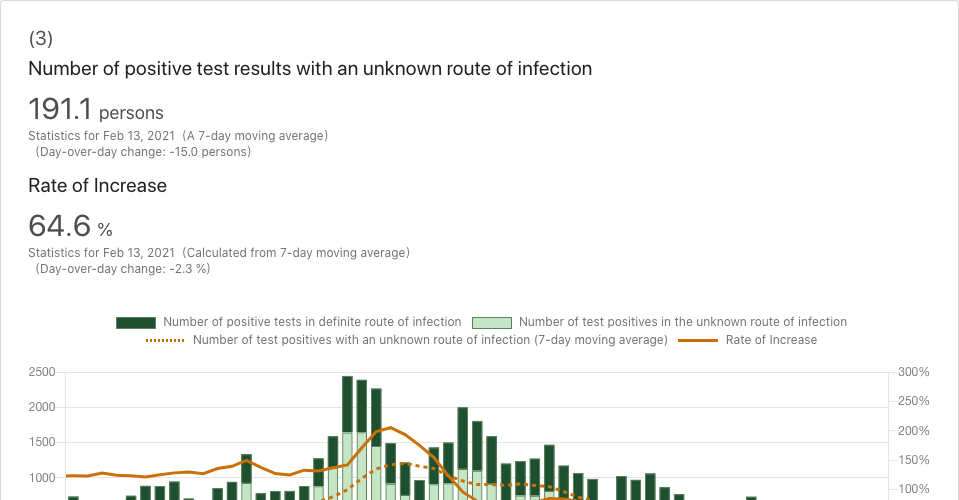 (3)
Number of positive test results with an unknown route of infection
191.1 persons
Statistics for Feb 13, 2021 (A 7-day moving average)
(Day-over-day change: -15.0 persons)
Rate of Increase
64.6 %
Statistics for Feb 13, 2021 (Calculated from 7-day moving average)
(Day-over-day change: -2.3 %)
Number of positive tests in definite route of infection Number of test positives in the unknown route of infection
Number of test positives with an unknown route of infection (7-day moving average) Rate of Increase
2500 300%
250%
2000
200%
1500
150%
1000
100%